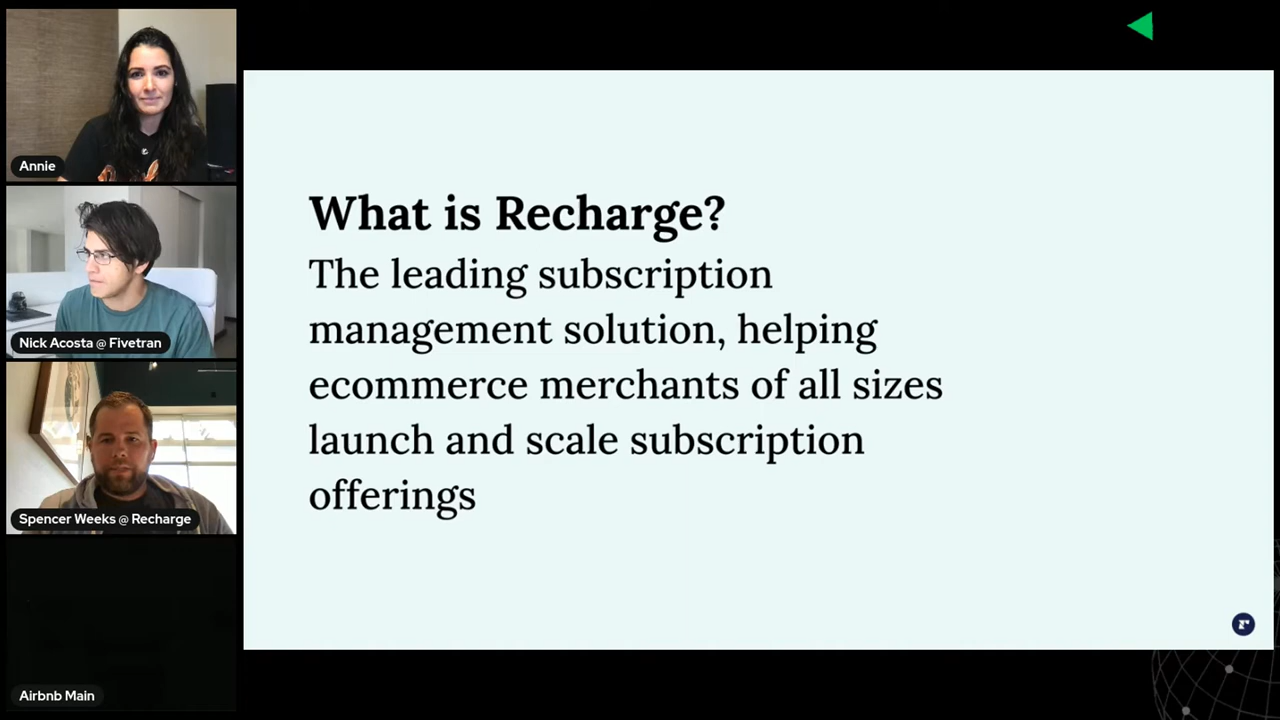 Annie
Nick Acosta @ Fivetran
Spencer Weeks @ Recharge
Airbnb Main
What is Recharge?
The leading subscription
management solution, helping
ecommerce merchants of all sizes
launch and scale subscription
offerings
r